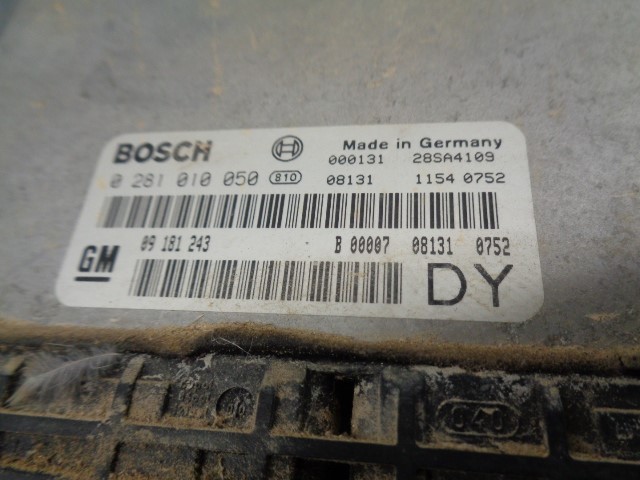 BOSCH Made in Germany
000131 28SA4109
0 281 010 050 810 08131 1154 0752
GM 09 181 243 B 00007 08131 0752
DY
040